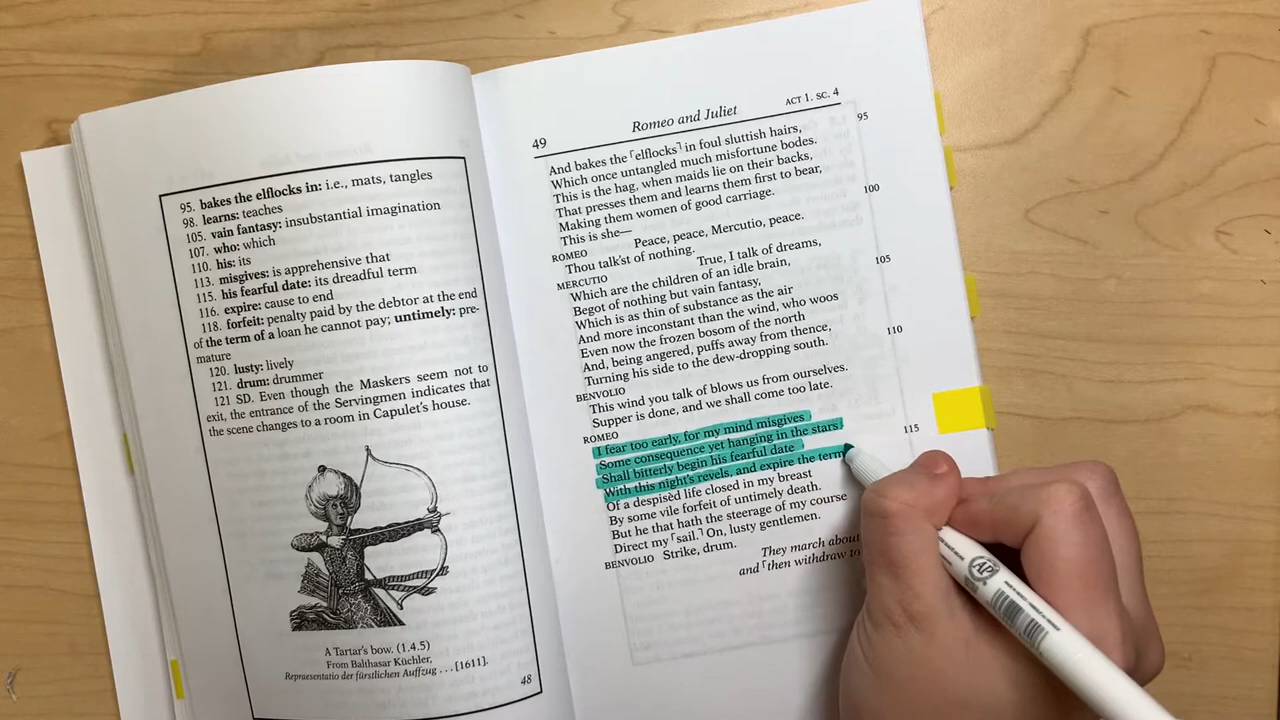 95. bakes the elflocks in: i.e., mats, tangles
98. learns: teaches
105. vain fantasy: insubstantial imagination
107. who: which
110. his: its
113. misgives: is apprehensive that
115. his fearful date: its dreadful term
116. expire: cause to end
118. forfeit: penalty paid by the debtor at the end
of the term of a loan he cannot pay; untimely: pre-
mature
120. lusty: lively
121. drum: drummer
121 SD. Even though the Maskers seem not to
exit, the entrance of the Servingmen indicates that
the scene changes to a room in Capulet's house.
A Tartar's bow. (1.4.5)
From Balthasar Küchler,
Repraesentatio der fürstlichen Auffzug . . . [1611].
48
49 Romeo and Juliet ACT 1. SC. 4
And bakes the ⌜elflocks⌝ in foul sluttish hairs, 95
Which once untangled much misfortune bodes.
This is the hag, when maids lie on their backs,
That presses them and learns them first to bear,
Making them women of good carriage.
This is she— 100
ROMEO Peace, peace, Mercutio, peace.
Thou talk'st of nothing.
MERCUTIO True, I talk of dreams,
Which are the children of an idle brain,
Begot of nothing but vain fantasy, 105
Which is as thin of substance as the air
And more inconstant than the wind, who woos
Even now the frozen bosom of the north
And, being angered, puffs away from thence,
Turning his side to the dew-dropping south. 110
BENVOLIO
This wind you talk of blows us from ourselves.
Supper is done, and we shall come too late.
ROMEO
I fear too early, for my mind misgives
Some consequence yet hanging in the stars
Shall bitterly begin his fearful date 115
With this night's revels, and expire the term
Of a despisèd life closed in my breast
By some vile forfeit of untimely death.
But he that hath the steerage of my course
Direct my ⌜sail.⌝ On, lusty gentlemen.
BENVOLIO Strike, drum.
They march about
and ⌜then withdraw to
AP